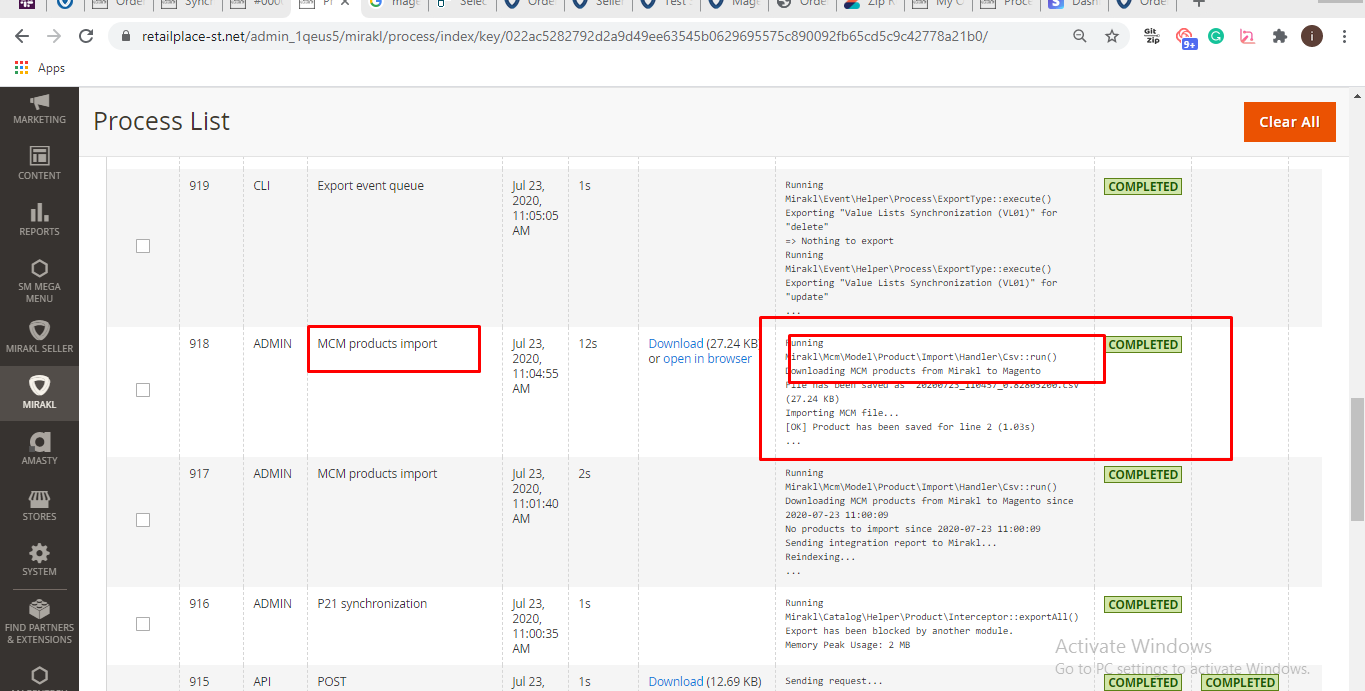 Orde
Sync
#000
Pr
mage
Selec
Orde
Seller
Test
Mage
Orde
Zip R
My O
Proce
Dash
Orde
retailplace-st.net/admin_1qeus5/mirakl/process/index/key/022ac5282792d2a9d49ee63545b0629695575c890092fb65cd5c9c42778a21b0/
Git
Zip
9+
i
Apps
MARKETING
CONTENT
REPORTS
SM MEGA
MENU
MIRAKL SELLER
MIRAKL
AMASTY
STORES
SYSTEM
FIND PARTNERS
& EXTENSIONS
Process List
Clear All
919
CLI
Export event queue
Jul 23,
2020,
11:05:05
AM
1s
Running
Mirakl\Event\Helper\Process\ExportType::execute()
Exporting "Value Lists Synchronization (VL01)" for
"delete"
=> Nothing to export
Running
Mirakl\Event\Helper\Process\ExportType::execute()
Exporting "Value Lists Synchronization (VL01)" for
"update"
...
COMPLETED
918
ADMIN
MCM products import
Jul 23,
2020,
11:04:55
AM
12s
Download (27.24 KB
or open in browser
Running
Mirakl\Mcm\Model\Product\Import\Handler\Csv::run()
Downloading MCM products from Mirakl to Magento
File has been saved as "20200723_110457_0.82805200.csv"
(27.24 KB)
Importing MCM file...
[OK] Product has been saved for line 2 (1.03s)
...
COMPLETED
917
ADMIN
MCM products import
Jul 23,
2020,
11:01:40
AM
2s
Running
Mirakl\Mcm\Model\Product\Import\Handler\Csv::run()
Downloading MCM products from Mirakl to Magento since
2020-07-23 11:00:09
No products to import since 2020-07-23 11:00:09
Sending integration report to Mirakl...
Reindexing...
...
COMPLETED
916
ADMIN
P21 synchronization
Jul 23,
2020,
11:00:35
AM
1s
Running
Mirakl\Catalog\Helper\Product\Interceptor::exportAll()
Export has been blocked by another module.
Memory Peak Usage: 2 MB
COMPLETED
915
API
POST
Jul 23,
1s
Download (12.69 KB)
Sending request...
COMPLETED
COMPLETED
Activate Windows
Go to PC settings to activate Windows.